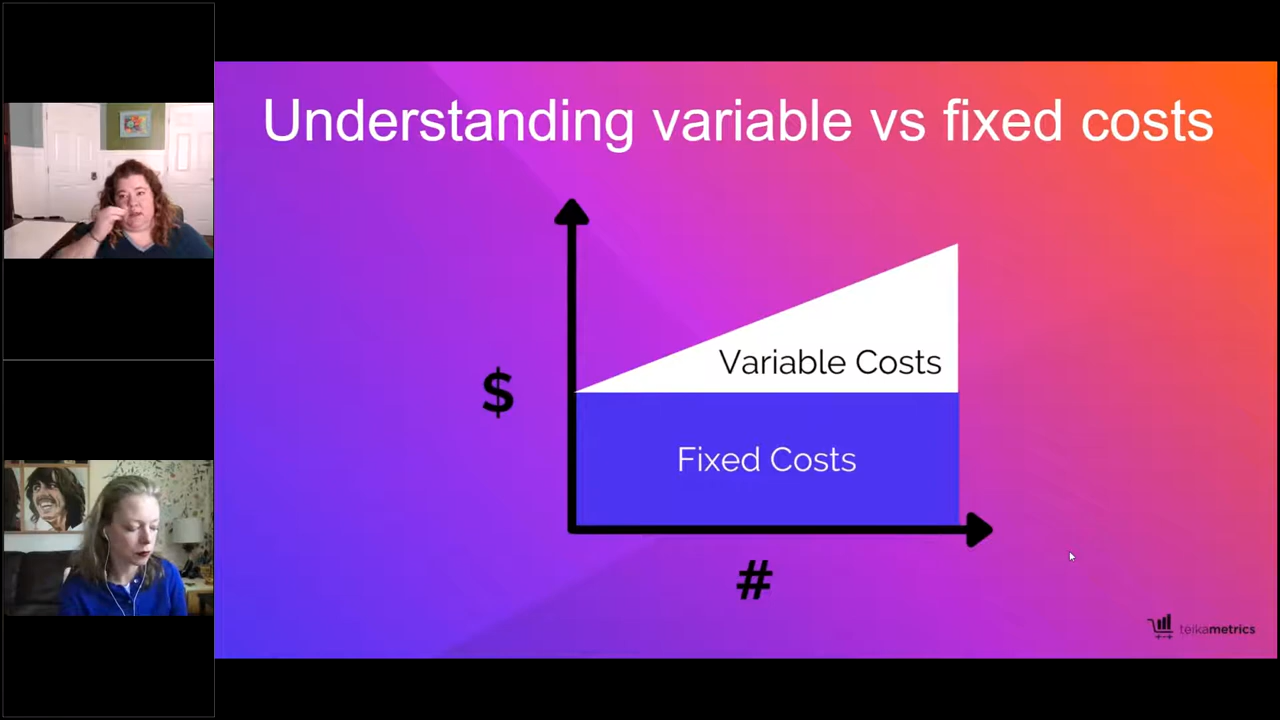 Understanding variable vs fixed costs
$
Variable Costs
Fixed Costs
#
teikametrics